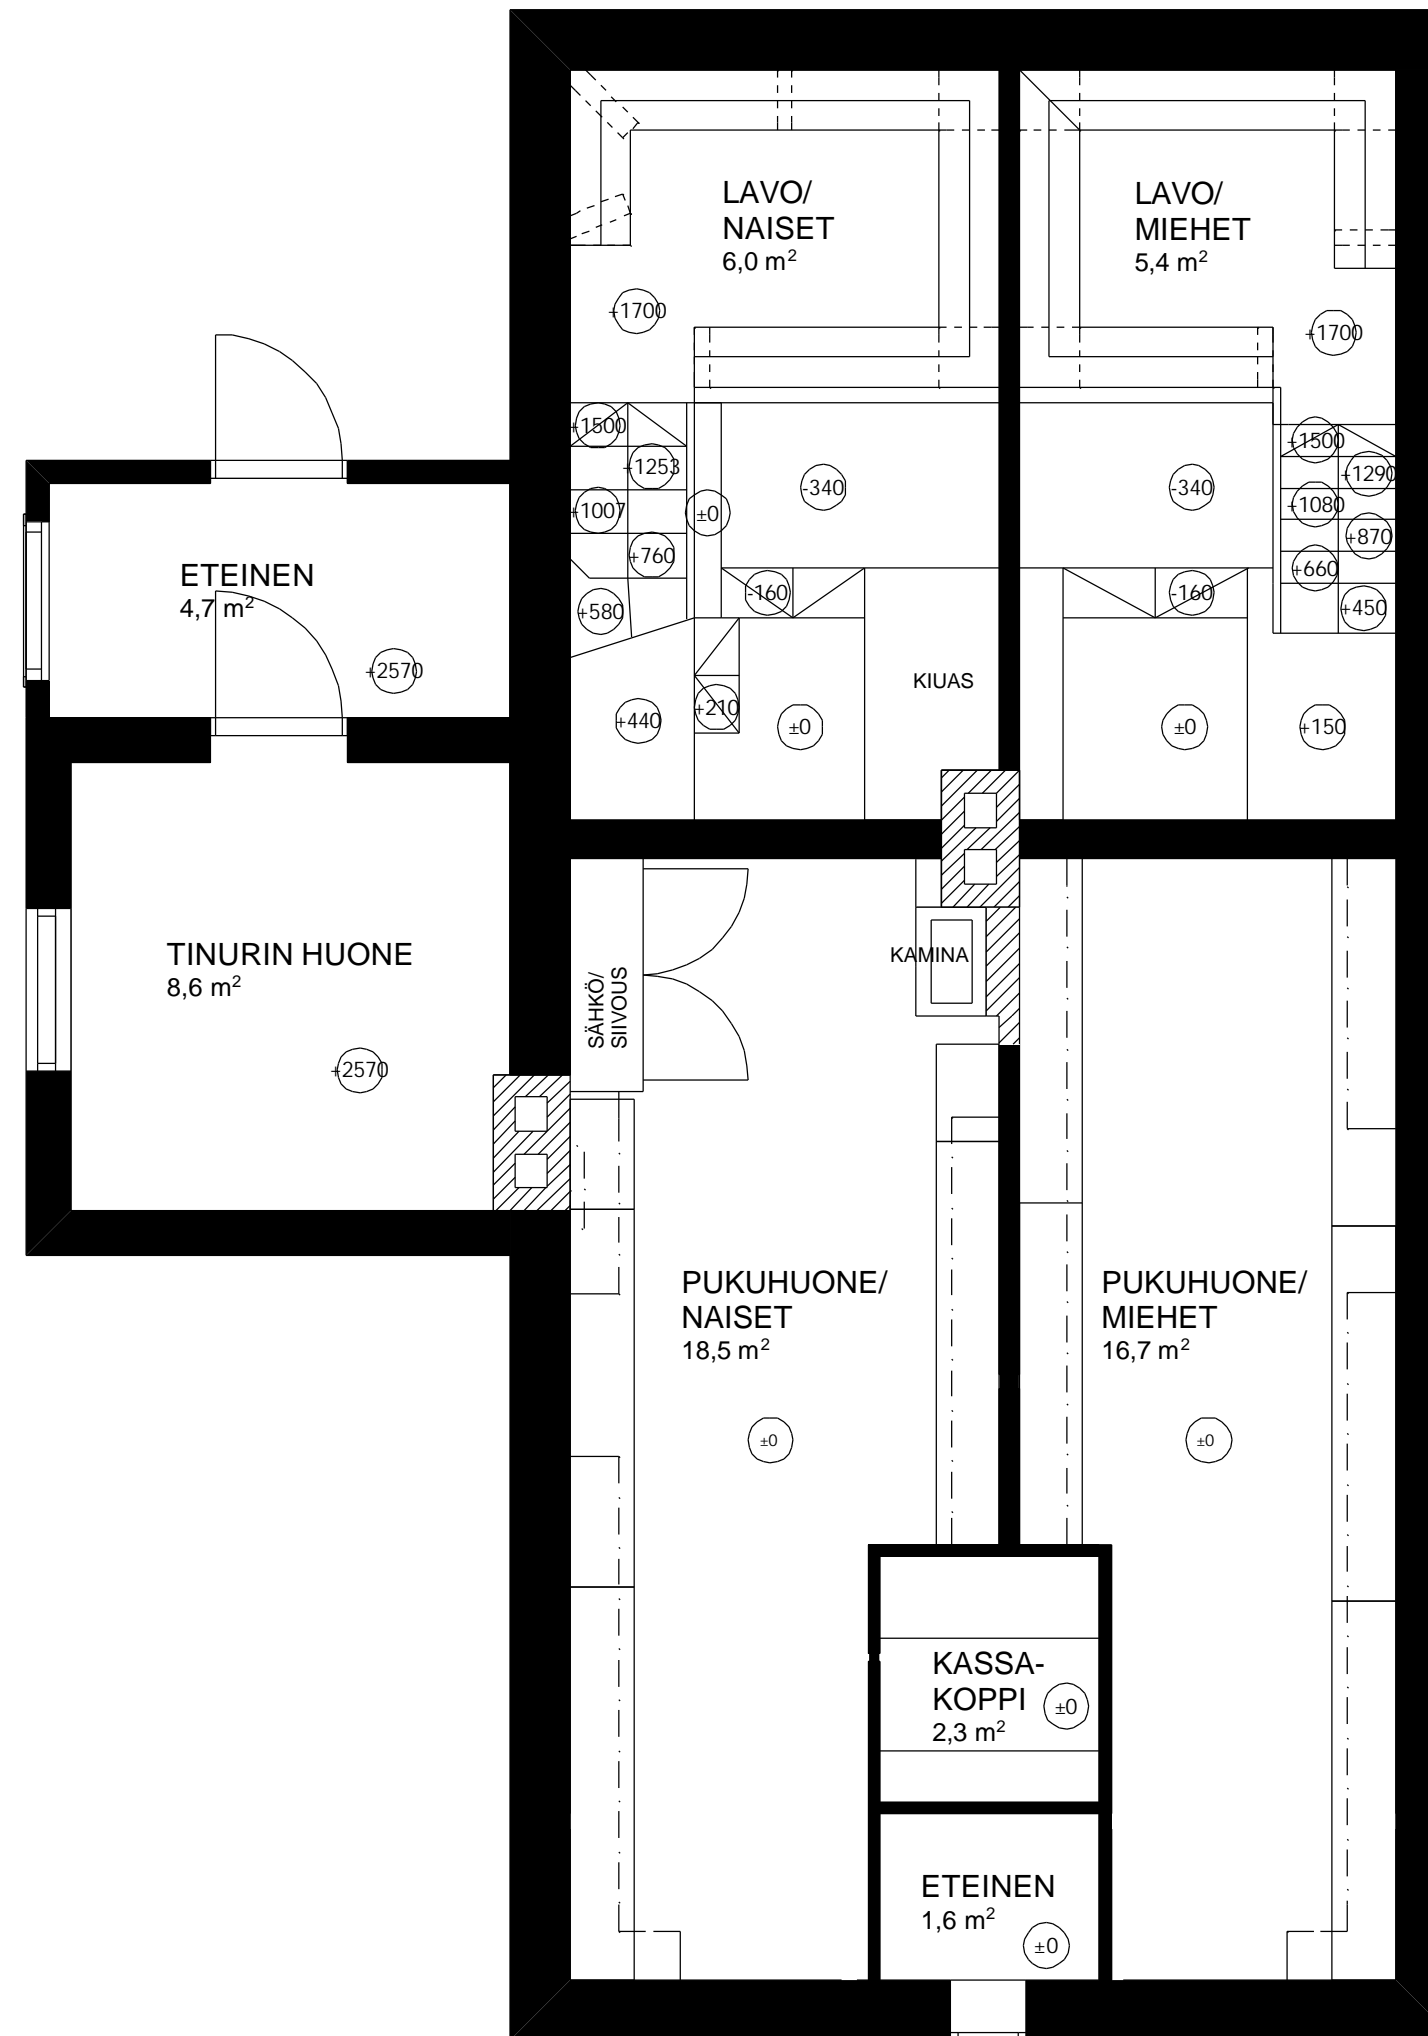 LAVO/
NAISET
6,0 m²
LAVO/
MIEHET
5,4 m²
+1700
+1700
+1500
+1253
+1007
+760
+580
±0
-340
-340
+1500
+1290
+1080
+870
+660
+450
-160
-160
ETEINEN
4,7 m²
+2570
KIUAS
+440
+210
±0
±0
+150
TINURIN HUONE
8,6 m²
+2570
SÄHKÖ/
SIIVOUS
KAMINA
PUKUHUONE/
NAISET
18,5 m²
±0
PUKUHUONE/
MIEHET
16,7 m²
±0
KASSA-
KOPPI
2,3 m²
±0
ETEINEN
1,6 m²
±0